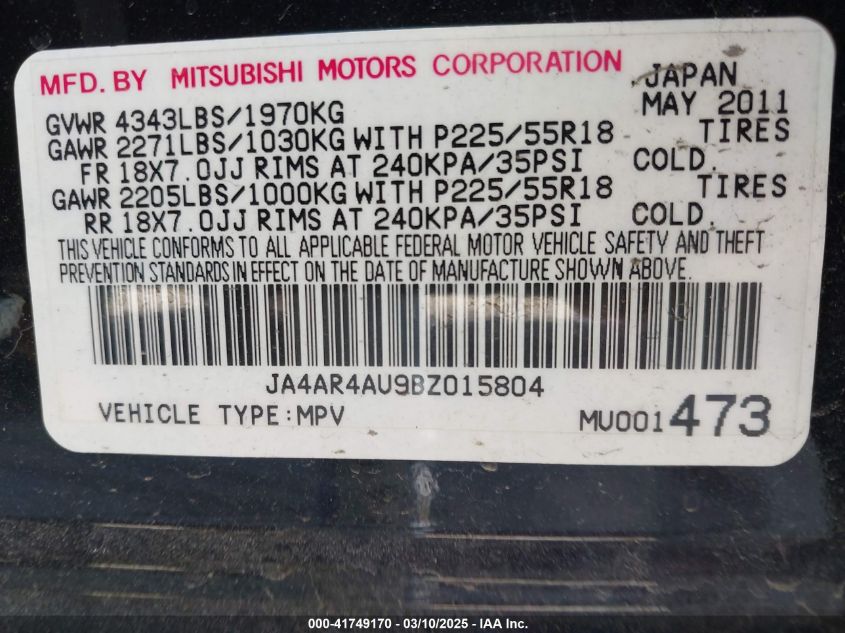 MFD. BY MITSUBISHI MOTORS CORPORATION
JAPAN
GVWR 4343LBS/1970KG MAY 2011
GAWR 2271LBS/1030KG WITH P225/55R18 TIRES
FR 18X7.0JJ RIMS AT 240KPA/35PSI COLD.
GAWR 2205LBS/1000KG WITH P225/55R18 TIRES
RR 18X7.0JJ RIMS AT 240KPA/35PSI COLD.
THIS VEHICLE CONFORMS TO ALL APPLICABLE FEDERAL MOTOR VEHICLE SAFETY AND THEFT
PREVENTION STANDARDS IN EFFECT ON THE DATE OF MANUFACTURE SHOWN ABOVE.
JA4AR4AU9BZ015804
VEHICLE TYPE:MPV MU001473
000-41749170 - 03/10/2025 - IAA Inc.